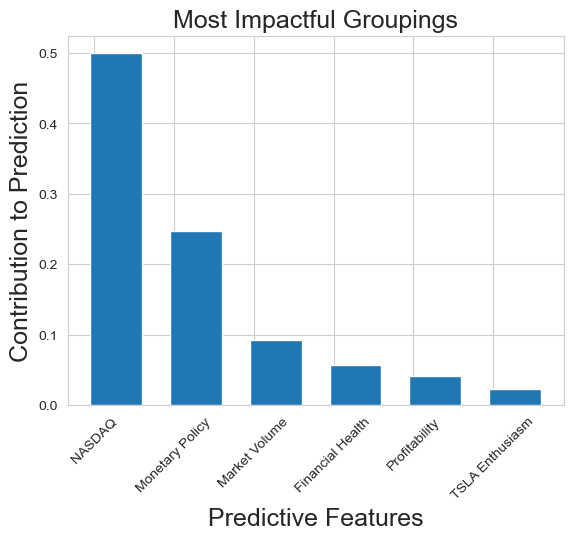 Most Impactful Groupings
Contribution to Prediction
0.5
0.4
0.3
0.2
0.1
0.0
NASDAQ
Monetary Policy
Market Volume
Financial Health
Profitability
TSLA Enthusiasm
Predictive Features